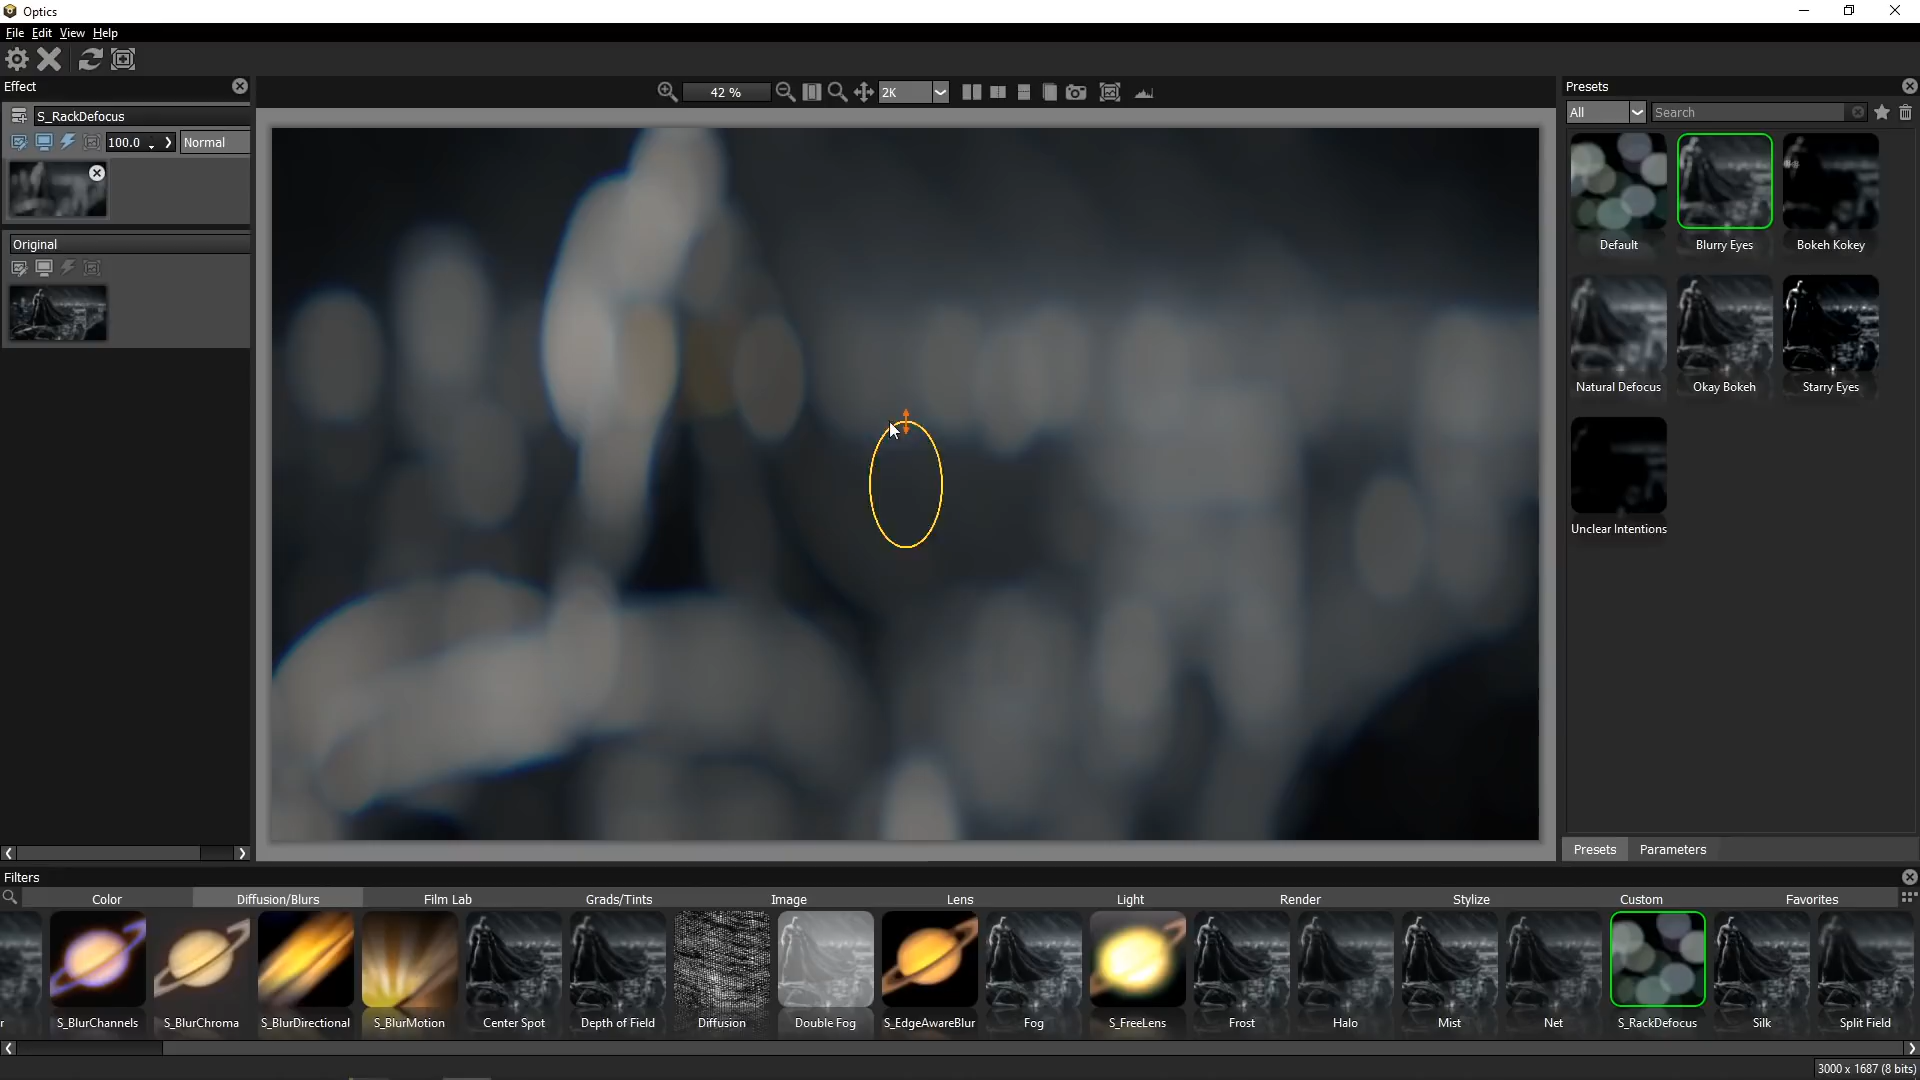 Optics
File Edit View Help
Effect
S_RackDefocus
100.0
Normal
Original
42 %
2K
Presets
All
Search
Default
Blurry Eyes
Bokeh Kokey
Natural Defocus
Okay Bokeh
Starry Eyes
Unclear Intentions
Presets
Parameters
Filters
Color
Diffusion/Blurs
Film Lab
Grads/Tints
Image
Lens
Light
Render
Stylize
Custom
Favorites
r
S_BlurChannels
S_BlurChroma
S_BlurDirectional
S_BlurMotion
Center Spot
Depth of Field
Diffusion
Double Fog
S_EdgeAwareBlur
Fog
S_FreeLens
Frost
Halo
Mist
Net
S_RackDefocus
Silk
Split Field
3000 x 1687 (8 bits)